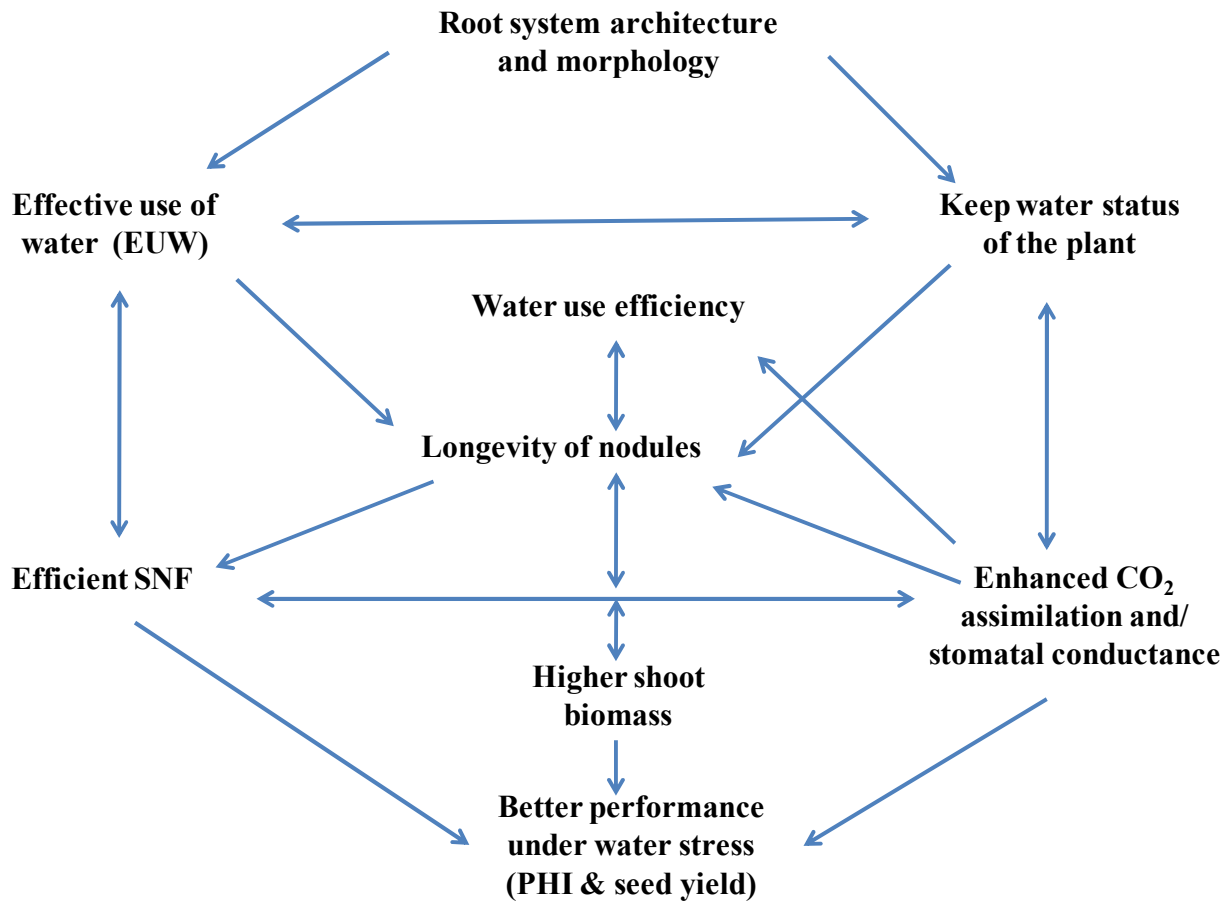 Root system architecture
and morphology
Effective use of
water (EUW)
Keep water status
of the plant
Water use efficiency
Longevity of nodules
Efficient SNF
Enhanced CO₂
assimilation and/
stomatal conductance
Higher shoot
biomass
Better performance
under water stress
(PHI & seed yield)